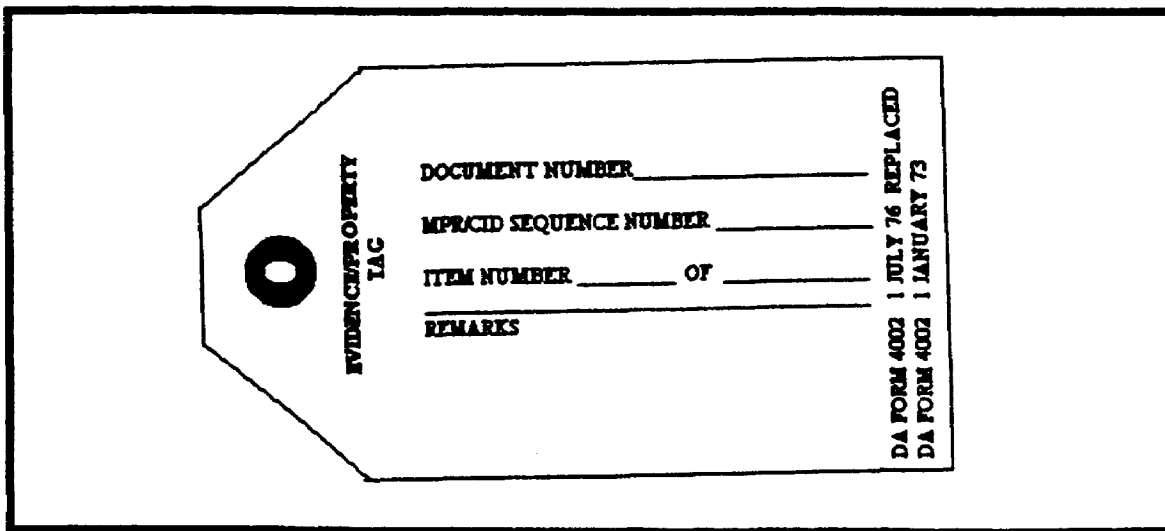 EVIDENCE/PROPERTY
TAG
DOCUMENT NUMBER
MPR/CID SEQUENCE NUMBER
ITEM NUMBER OF
REMARKS
DA FORM 4002 1 JULY 76 REPLACED
DA FORM 4002 1 JANUARY 73